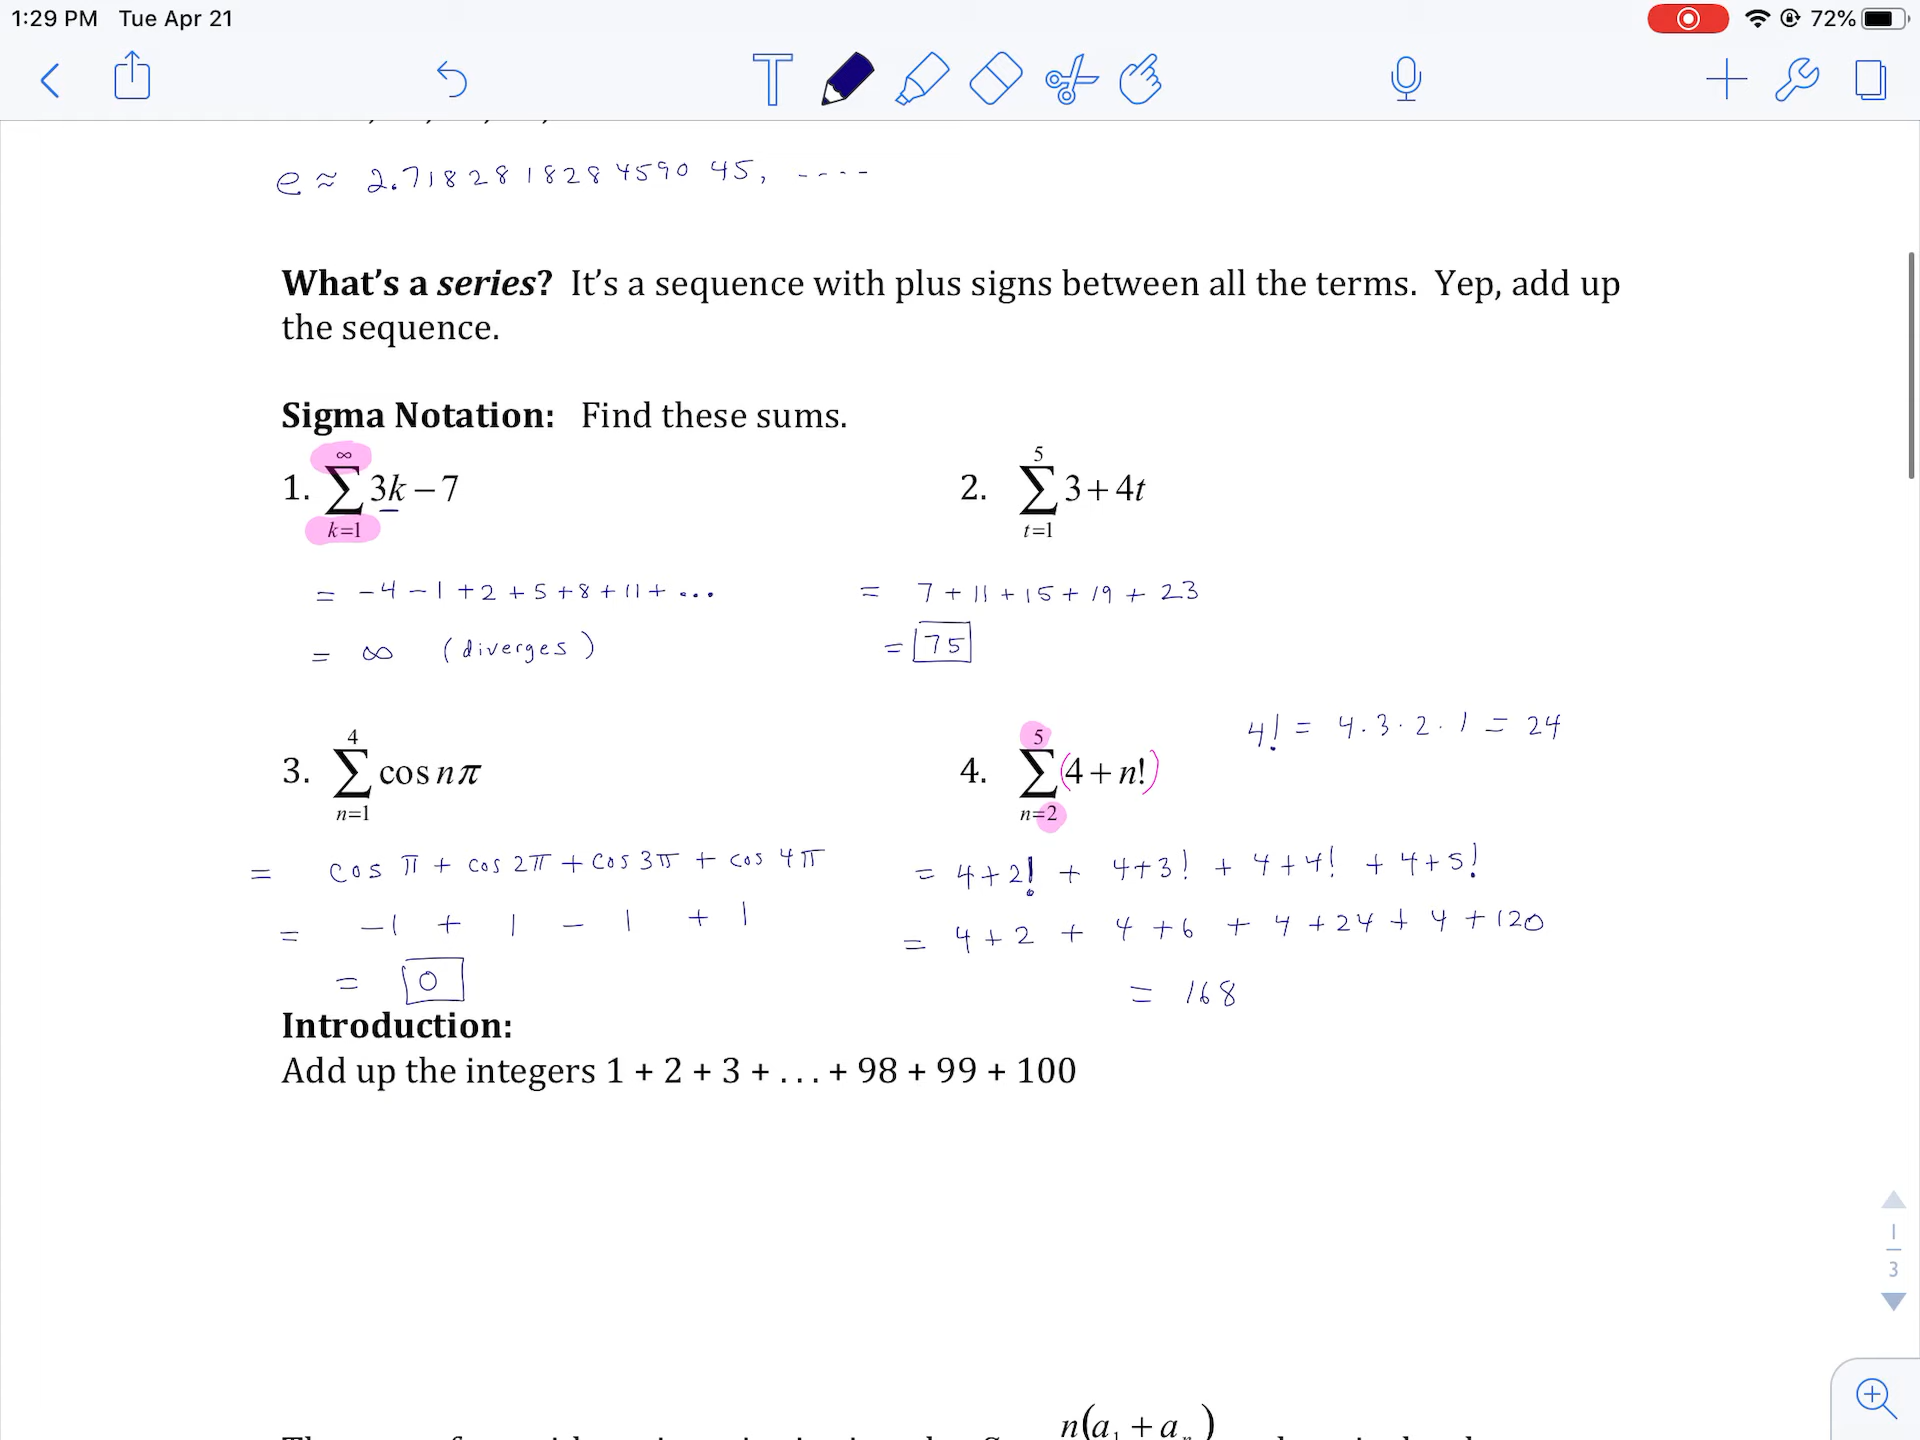 1:29 PM Tue Apr 21 72%
e ≈ 2.718281828459045, ----
What's a series? It's a sequence with plus signs between all the terms. Yep, add up
the sequence.
Sigma Notation: Find these sums.
1. ∞ ∑ k=1 3k – 7
2. 5 ∑ t=1 3 + 4t
= -4 - 1 + 2 + 5 + 8 + 11 + ...
= 7 + 11 + 15 + 19 + 23
= ∞ (diverges)
= 75
3. 4 ∑ n=1 cos nπ
4. 5 ∑ n=2 (4 + n!)
4! = 4·3·2·1 = 24
= cos π + cos 2π + cos 3π + cos 4π
= 4+2! + 4+3! + 4+4! + 4+5!
= -1 + 1 - 1 + 1
= 4+2 + 4+6 + 4+24 + 4+120
= 0
= 168
Introduction:
Add up the integers 1 + 2 + 3 + ... + 98 + 99 + 100
1
3
n(a₁ + aₙ)